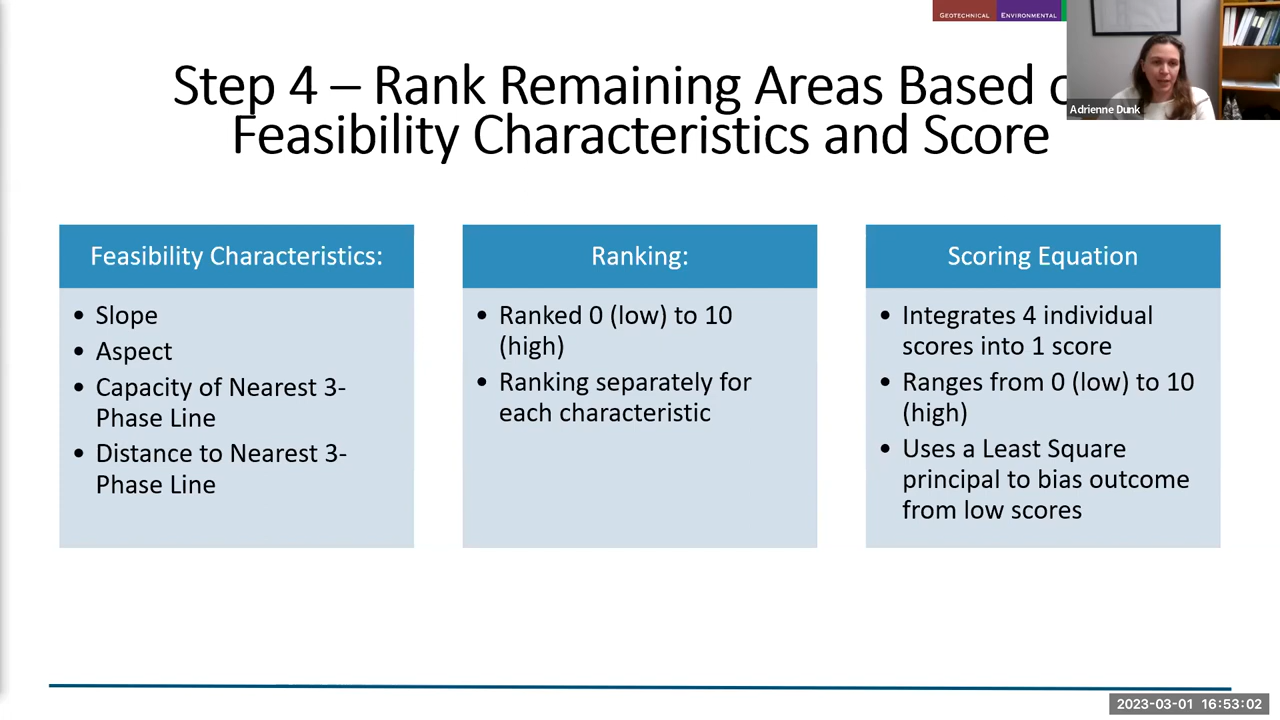 GEOTECHNICAL ENVIRONMENTAL
Adrienne Dunk
Step 4 – Rank Remaining Areas Based
Feasibility Characteristics and Score
Feasibility Characteristics:
• Slope
• Aspect
• Capacity of Nearest 3-
Phase Line
• Distance to Nearest 3-
Phase Line
Ranking:
• Ranked 0 (low) to 10
(high)
• Ranking separately for
each characteristic
Scoring Equation
• Integrates 4 individual
scores into 1 score
• Ranges from 0 (low) to 10
(high)
• Uses a Least Square
principal to bias outcome
from low scores
2023-03-01 16:53:02